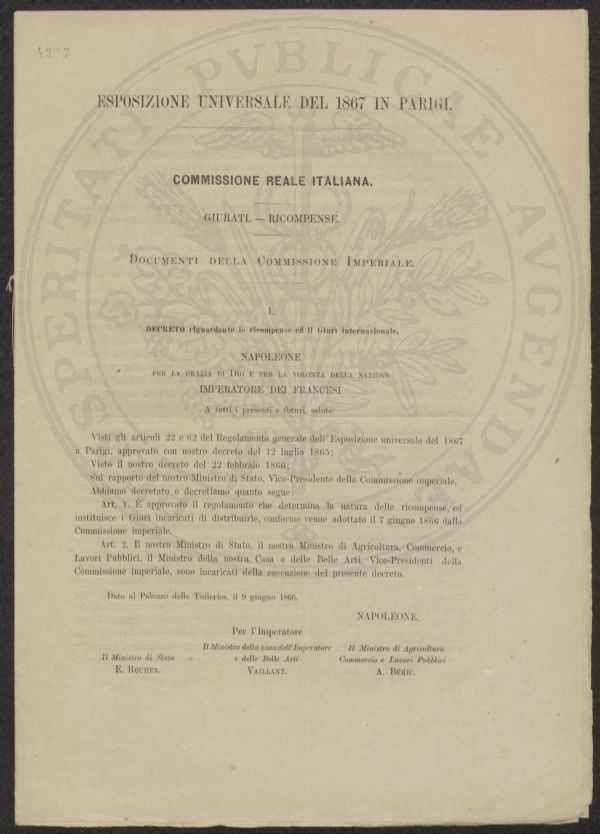 4217
ESPOSIZIONE UNIVERSALE DEL 1867 IN PARIGI.
COMMISSIONE REALE ITALIANA.
GIURATI. — RICOMPENSE.
DOCUMENTI DELLA COMMISSIONE IMPERIALE.
I.
DECRETO riguardante le ricompense ed il Giurì Internazionale.
NAPOLEONE
PER LA GRAZIA DI DIO E PER LA VOLONTÀ DELLA NAZIONE
IMPERATORE DEI FRANCESI
A tutti i presenti e futuri, salute:
Visti gli articoli 22 e 62 del Regolamento generale dell' Esposizione universale del 1867
a Parigi, approvato con nostro decreto del 12 luglio 1865;
Visto il nostro decreto del 22 febbraio 1866;
Sul rapporto del nostro Ministro di Stato, Vice-Presidente della Commissione imperiale,
Abbiamo decretato e decretiamo quanto segue:
Art. 1. È approvato il regolamento che determina la natura delle ricompense, ed
instituisce i Giurì incaricati di distribuirle, conforme venne adottato il 7 giugno 1866 dalla
Commissione imperiale.
Art. 2. Il nostro Ministro di Stato, il nostro Ministro di Agricoltura, Commercio, e
Lavori Pubblici, il Ministro della nostra Casa e delle Belle Arti, Vice-Presidenti della
Commissione imperiale, sono incaricati della esecuzione del presente decreto.
Dato al Palazzo delle Tuileries, il 9 giugno 1866.
NAPOLEONE.
Per l'Imperatore
Il Ministro di Stato
E. ROUHER.
Il Ministro della casa dell'Imperatore
e delle Belle Arti
VAILLANT.
Il Ministro di Agricoltura
Commercio e Lavori Pubblici
A. BÉHIC.
PROSPERITATI PVBLICAE AVGENDAE